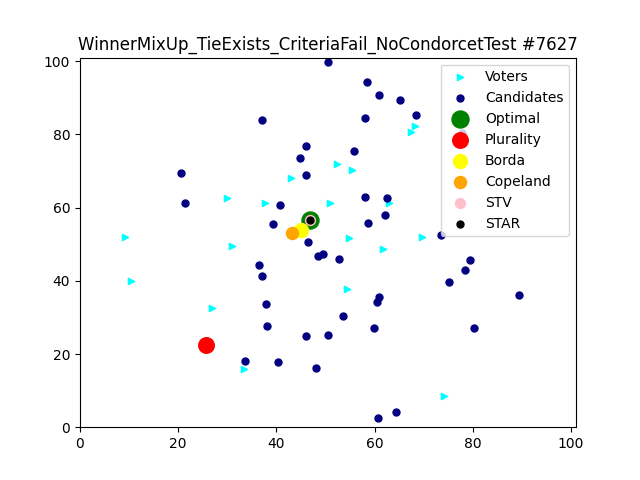 WinnerMixUp_TieExists_CriteriaFail_NoCondorcetTest #7627
100
80
60
40
20
0
0
20
40
60
80
100
Voters
Candidates
Optimal
Plurality
Borda
Copeland
STV
STAR